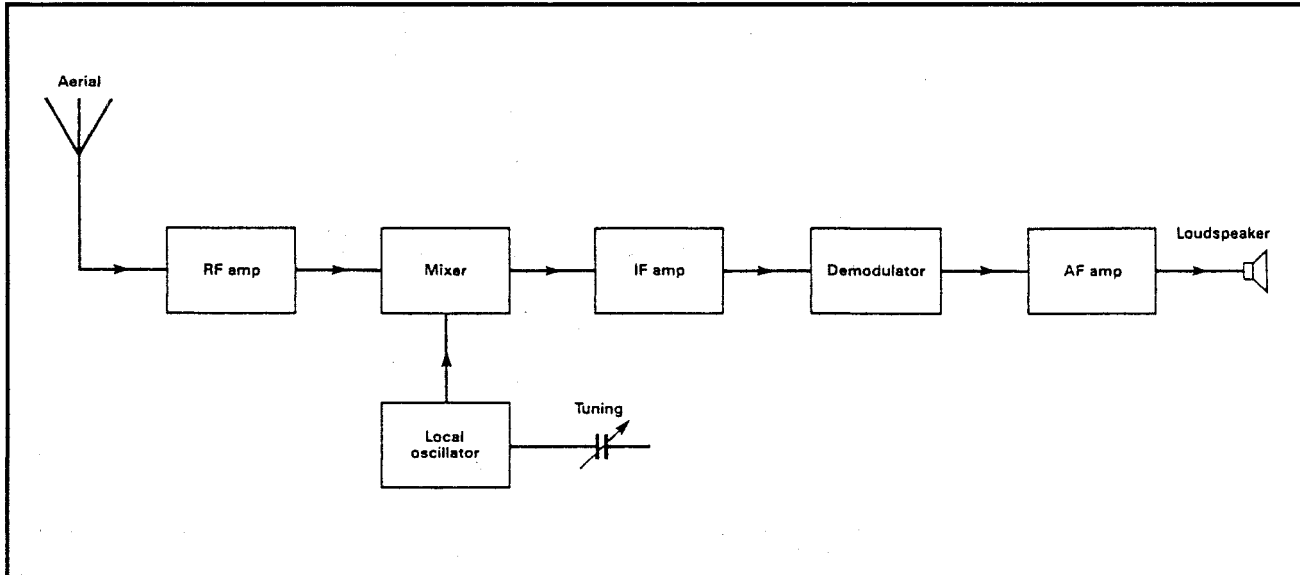 Aerial
RF amp
Mixer
IF amp
Demodulator
AF amp
Loudspeaker
Local
oscillator
Tuning